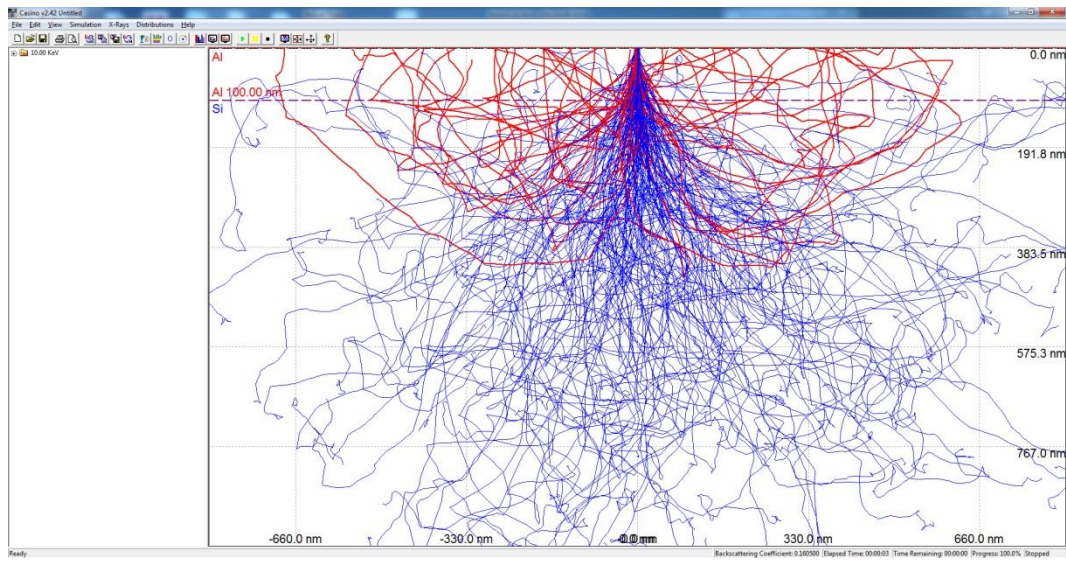 Casino v2.42 Untitled
File Edit View Simulation X-Rays Distributions Help
10.00 KeV
Al
0.0 nm
Al 100.00 nm
Si
191.8 nm
383.5 nm
575.3 nm
767.0 nm
-660.0 nm -330.0 nm 330.0 nm 660.0 nm
Ready Backscattering Coefficient: 0.160500 Elapsed Time: 00:00:03 Time Remaining: 00:00:00 Progress: 100.0% Stopped